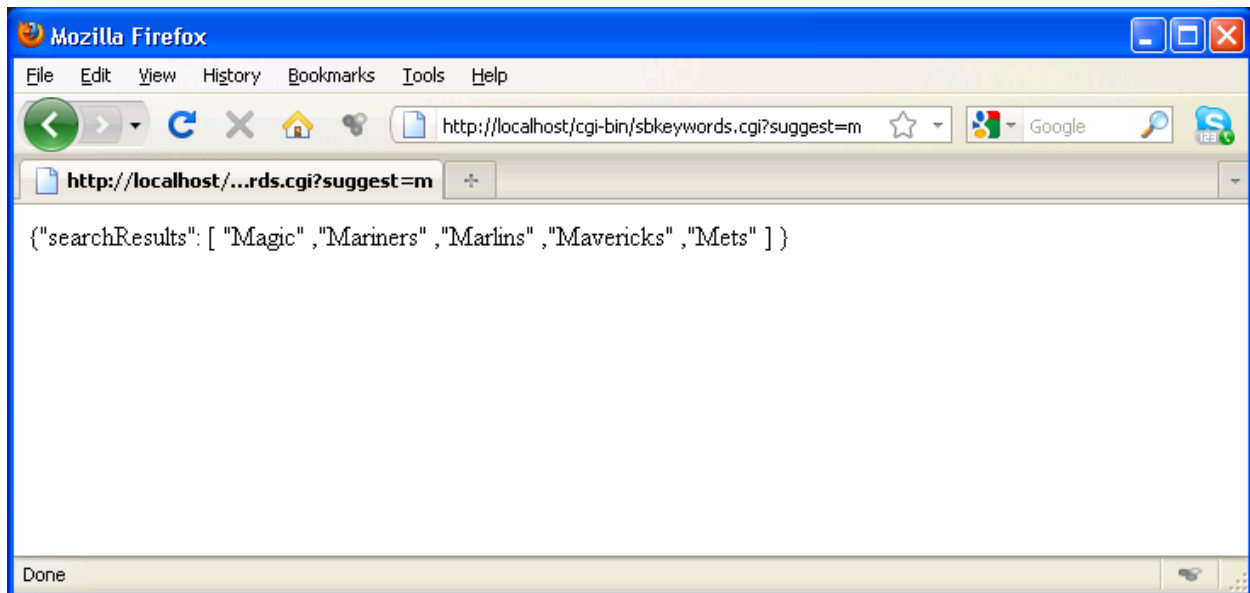 Mozilla Firefox
File Edit View History Bookmarks Tools Help
http://localhost/cgi-bin/sbkeywords.cgi?suggest=m Google 123
http://localhost/...rds.cgi?suggest=m
{"searchResults": [ "Magic" ,"Mariners" ,"Marlins" ,"Mavericks" ,"Mets" ] }
Done